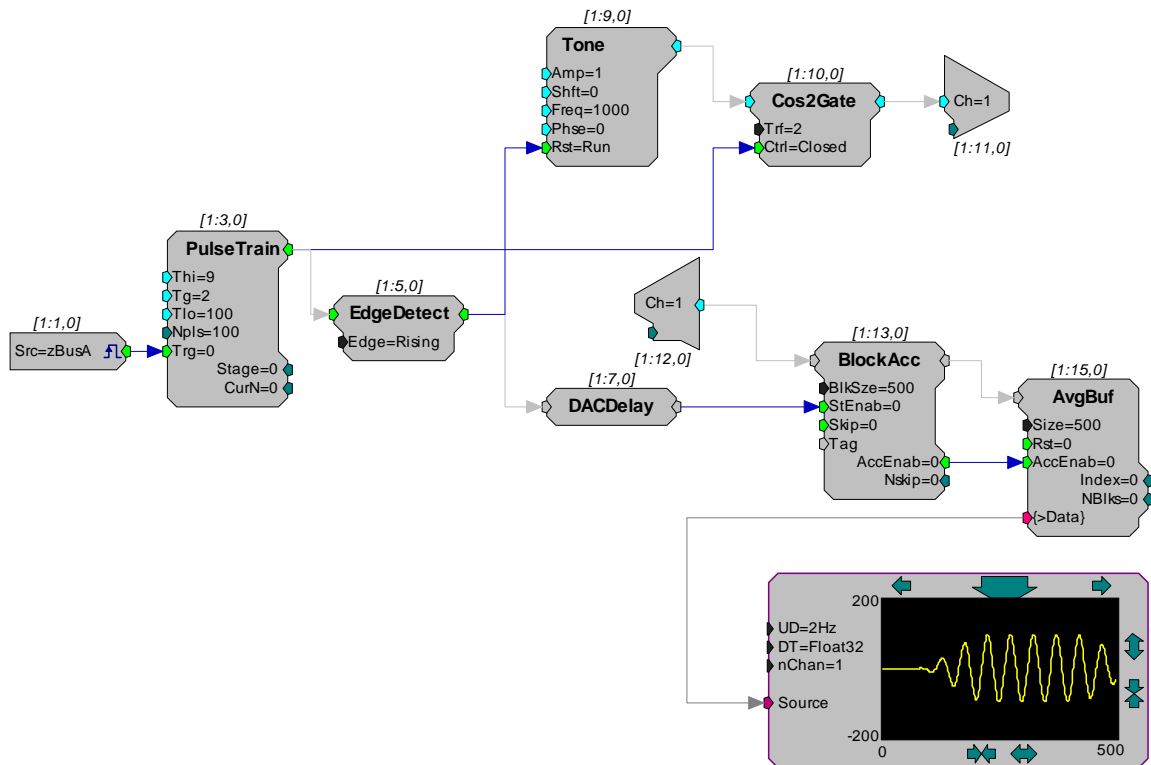 [1:9,0]
Tone
Amp=1
Shft=0
Freq=1000
Phse=0
Rst=Run
[1:10,0]
Cos2Gate
Trf=2
Ctrl=Closed
Ch=1
[1:11,0]
[1:3,0]
PulseTrain
Thi=9
Tg=2
Tlo=100
Npls=100
Trg=0
Stage=0
CurN=0
[1:1,0]
Src=zBusA
[1:5,0]
EdgeDetect
Edge=Rising
Ch=1
[1:12,0]
[1:7,0]
DACDelay
[1:13,0]
BlockAcc
BlkSze=500
StEnab=0
Skip=0
Tag
AccEnab=0
Nskip=0
[1:15,0]
AvgBuf
Size=500
Rst=0
AccEnab=0
Index=0
NBlks=0
{>Data}
UD=2Hz
DT=Float32
nChan=1
Source
200
-200
0
500